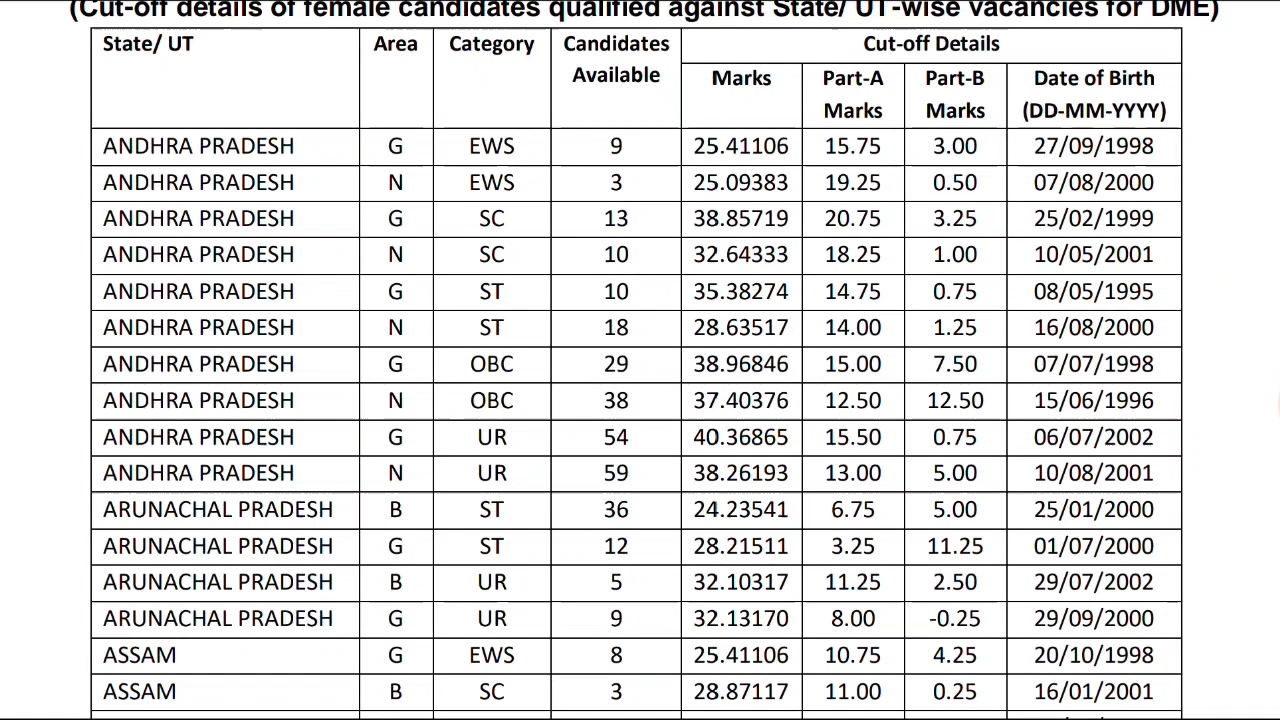 (Cut-off details of female candidates qualified against State/ UT-wise vacancies for DME)
State/ UT Area Category Candidates Available Cut-off Details
Marks Part-A Marks Part-B Marks Date of Birth (DD-MM-YYYY)
ANDHRA PRADESH G EWS 9 25.41106 15.75 3.00 27/09/1998
ANDHRA PRADESH N EWS 3 25.09383 19.25 0.50 07/08/2000
ANDHRA PRADESH G SC 13 38.85719 20.75 3.25 25/02/1999
ANDHRA PRADESH N SC 10 32.64333 18.25 1.00 10/05/2001
ANDHRA PRADESH G ST 10 35.38274 14.75 0.75 08/05/1995
ANDHRA PRADESH N ST 18 28.63517 14.00 1.25 16/08/2000
ANDHRA PRADESH G OBC 29 38.96846 15.00 7.50 07/07/1998
ANDHRA PRADESH N OBC 38 37.40376 12.50 12.50 15/06/1996
ANDHRA PRADESH G UR 54 40.36865 15.50 0.75 06/07/2002
ANDHRA PRADESH N UR 59 38.26193 13.00 5.00 10/08/2001
ARUNACHAL PRADESH B ST 36 24.23541 6.75 5.00 25/01/2000
ARUNACHAL PRADESH G ST 12 28.21511 3.25 11.25 01/07/2000
ARUNACHAL PRADESH B UR 5 32.10317 11.25 2.50 29/07/2002
ARUNACHAL PRADESH G UR 9 32.13170 8.00 -0.25 29/09/2000
ASSAM G EWS 8 25.41106 10.75 4.25 20/10/1998
ASSAM B SC 3 28.87117 11.00 0.25 16/01/2001